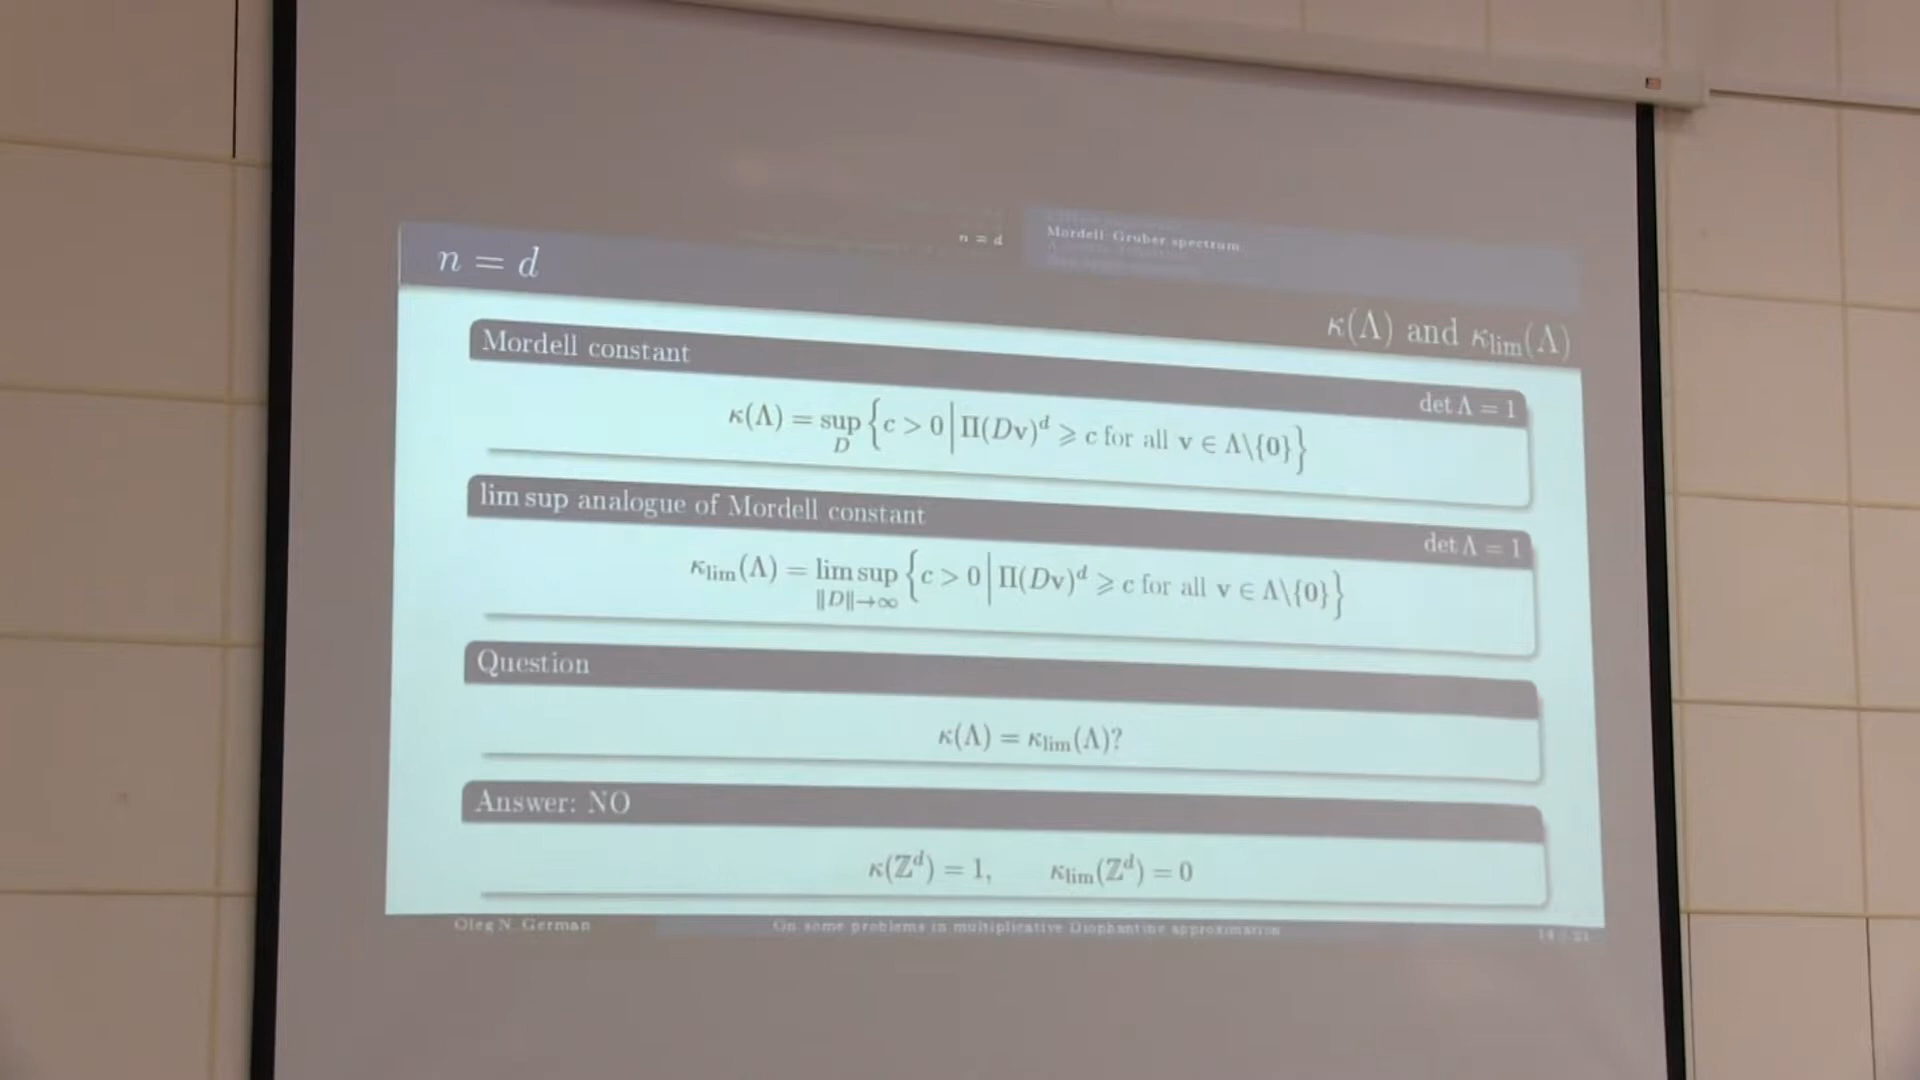 n = d
Mordell-Gruber spectrum
n = d
κ(Λ) and κ_lim(Λ)
Mordell constant
det Λ = 1
κ(Λ) = sup_D {c > 0 | Π(Dv)^d ⩾ c for all v ∈ Λ\{0}}
lim sup analogue of Mordell constant
det Λ = 1
κ_lim(Λ) = lim sup_{‖D‖→∞} {c > 0 | Π(Dv)^d ⩾ c for all v ∈ Λ\{0}}
Question
κ(Λ) = κ_lim(Λ)?
Answer: NO
κ(ℤ^d) = 1, κ_lim(ℤ^d) = 0
Oleg N. German
On some problems in multiplicative Diophantine approximation